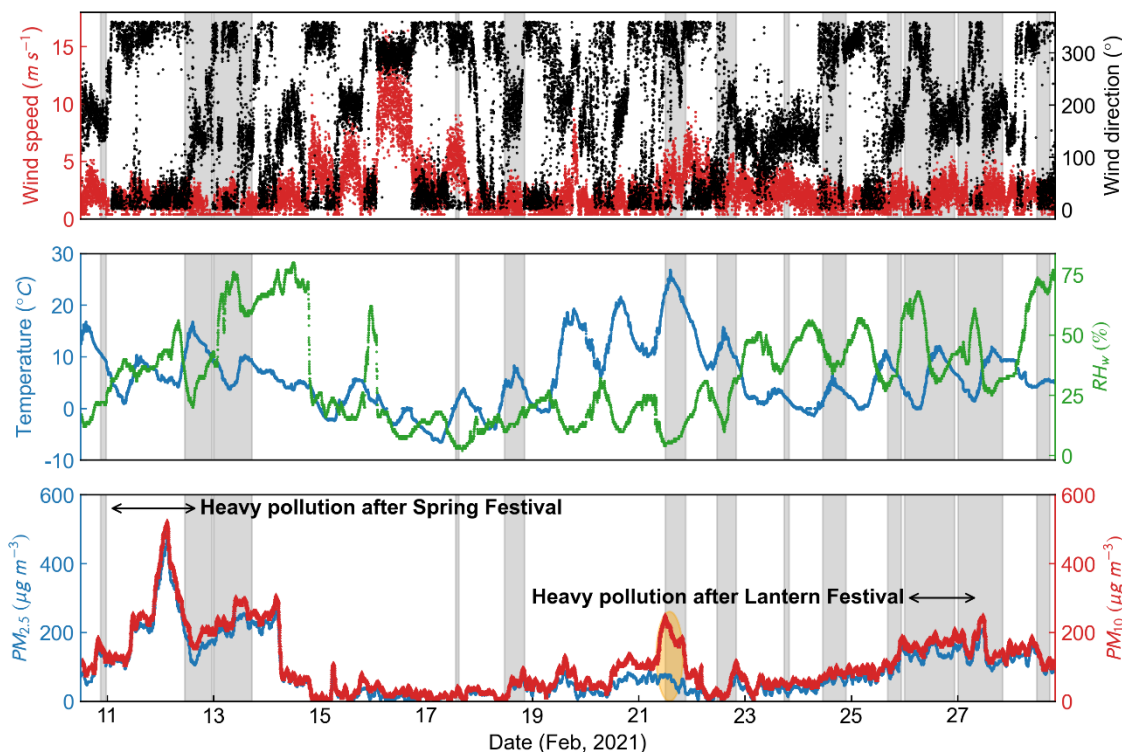 Wind speed (m s⁻¹)
15
10
5
0
300
200
100
0
Wind direction (°)
Temperature (°C)
30
20
10
0
-10
75
50
25
0
RH_w (%)
PM₂.₅ (μg m⁻³)
600
400
200
0
Heavy pollution after Spring Festival
Heavy pollution after Lantern Festival
600
400
200
0
PM₁₀ (μg m⁻³)
11 13 15 17 19 21 23 25 27
Date (Feb, 2021)